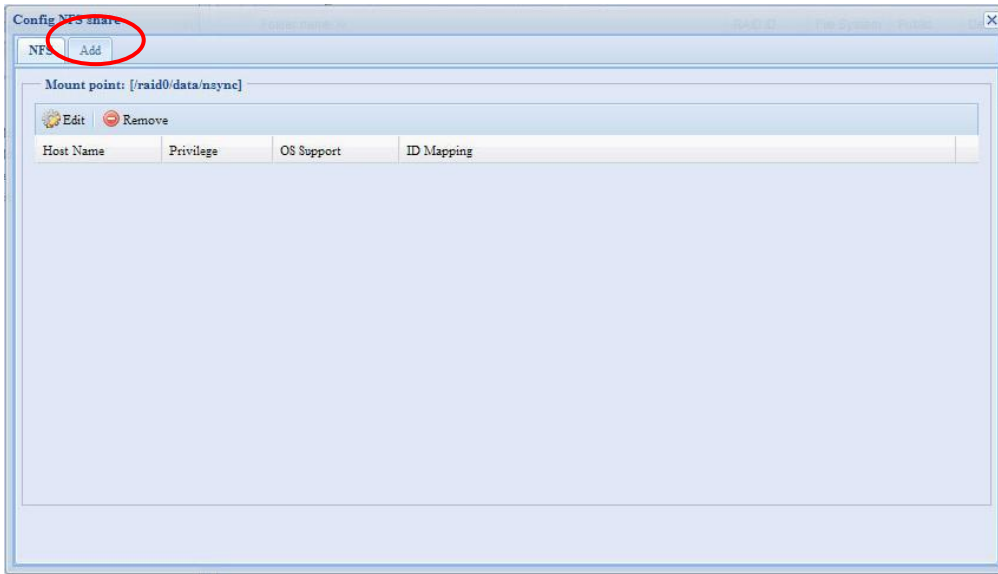 Config NFS share
NFS Add
Mount point: [/raid0/data/nsync]
Edit Remove
Host Name Privilege OS Support ID Mapping